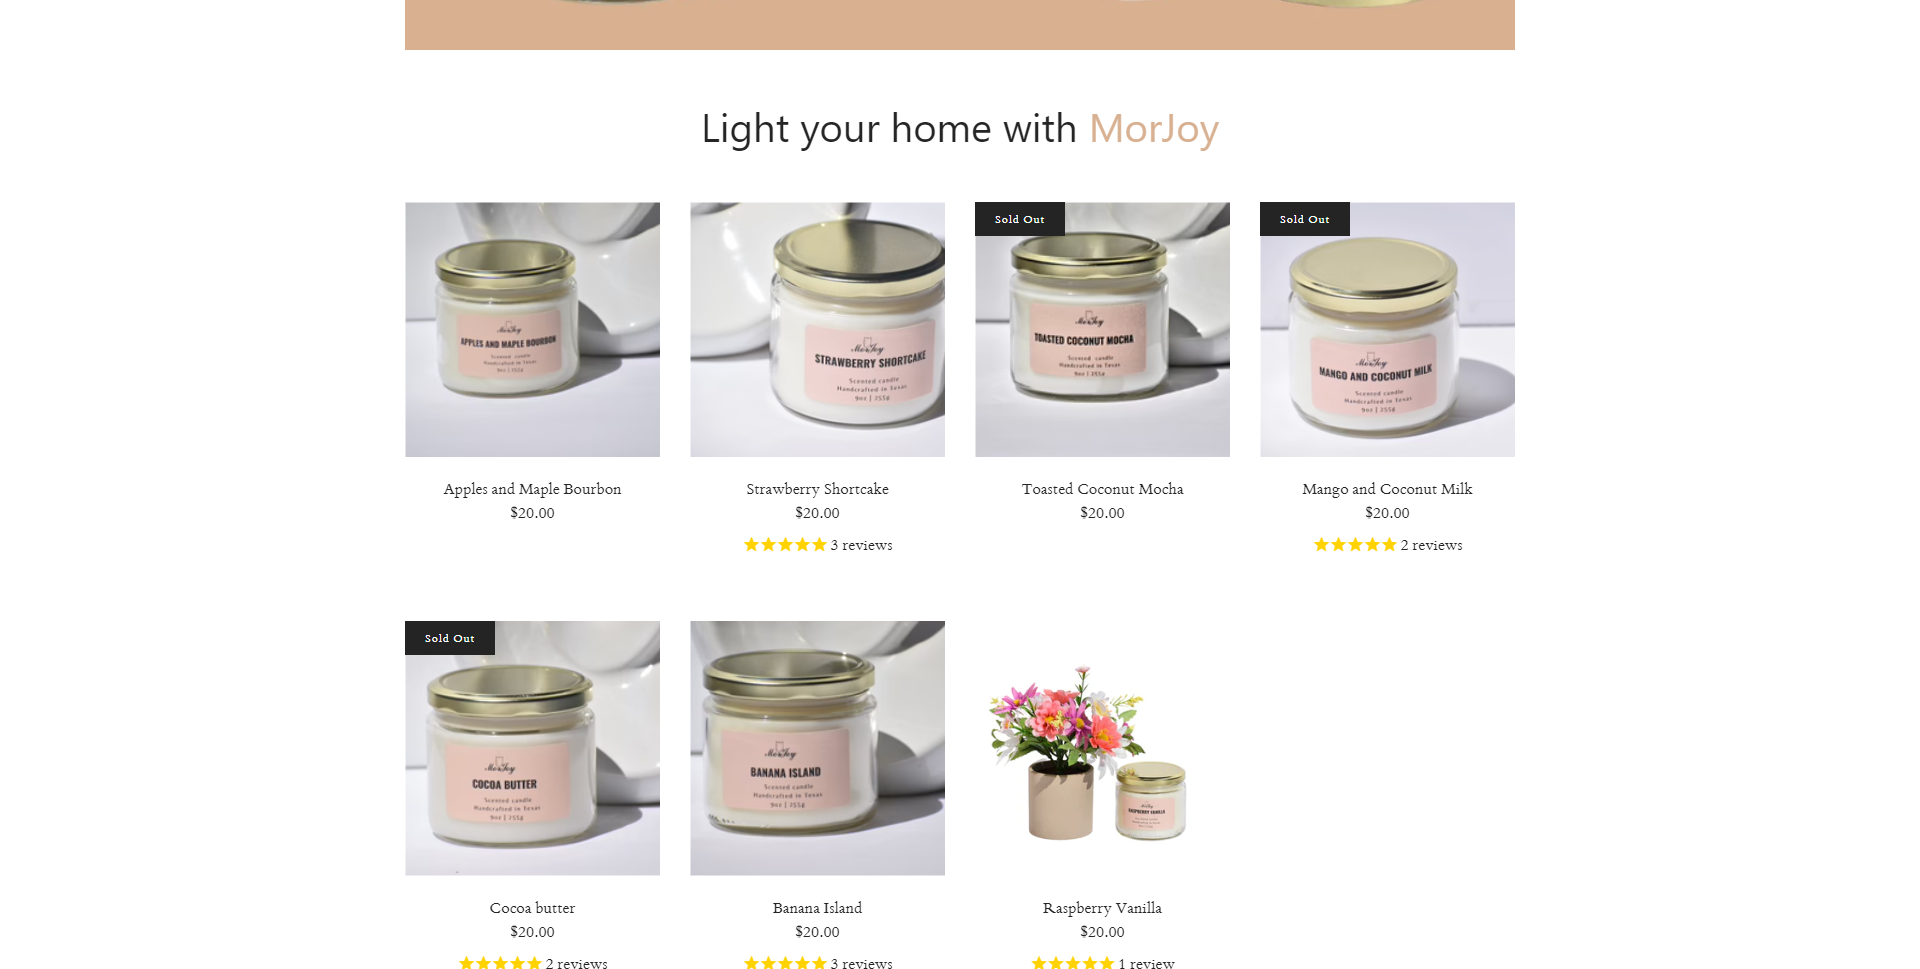 Light your home with MorJoy
MorJoy
APPLES AND MAPLE BOURBON
Scented candle
Handcrafted in Texas
9oz | 255g
MorJoy
STRAWBERRY SHORTCAKE
Scented candle
Handcrafted in Texas
9oz | 255g
Sold Out
MorJoy
TOASTED COCONUT MOCHA
Scented candle
Handcrafted in Texas
9oz | 255g
Sold Out
MorJoy
MANGO AND COCONUT MILK
Scented candle
Handcrafted in Texas
9oz | 255g
Apples and Maple Bourbon
$20.00
Strawberry Shortcake
$20.00
3 reviews
Toasted Coconut Mocha
$20.00
Mango and Coconut Milk
$20.00
2 reviews
Sold Out
MorJoy
COCOA BUTTER
Scented candle
Handcrafted in Texas
9oz | 255g
MorJoy
BANANA ISLAND
Scented candle
Handcrafted in Texas
9oz | 255g
RASPBERRY VANILLA
Cocoa butter
$20.00
2 reviews
Banana Island
$20.00
3 reviews
Raspberry Vanilla
$20.00
1 review